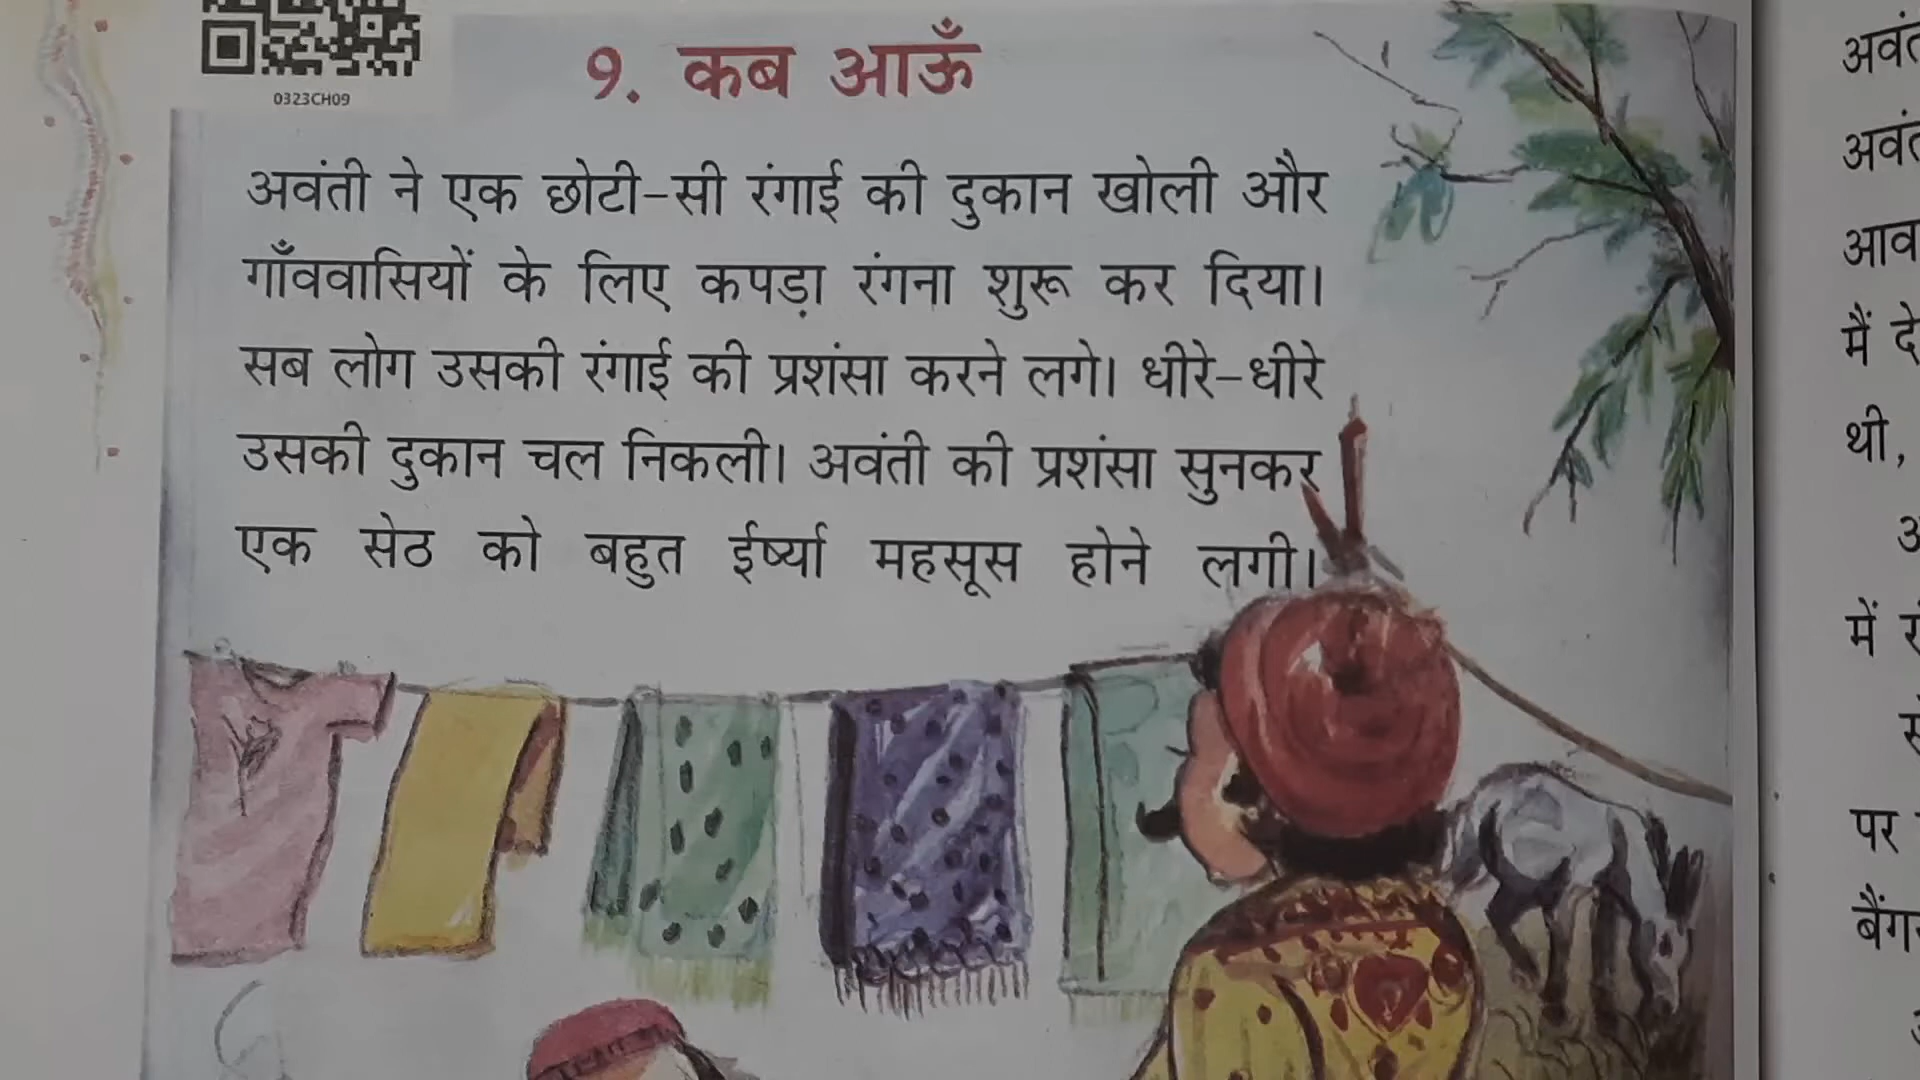 0323CH09
9. कब आऊँ
अवंती ने एक छोटी-सी रंगाई की दुकान खोली और
गाँववासियों के लिए कपड़ा रंगना शुरू कर दिया।
सब लोग उसकी रंगाई की प्रशंसा करने लगे। धीरे-धीरे
उसकी दुकान चल निकली। अवंती की प्रशंसा सुनकर
एक सेठ को बहुत ईर्ष्या महसूस होने लगी।
मैं
थी,
में
पर